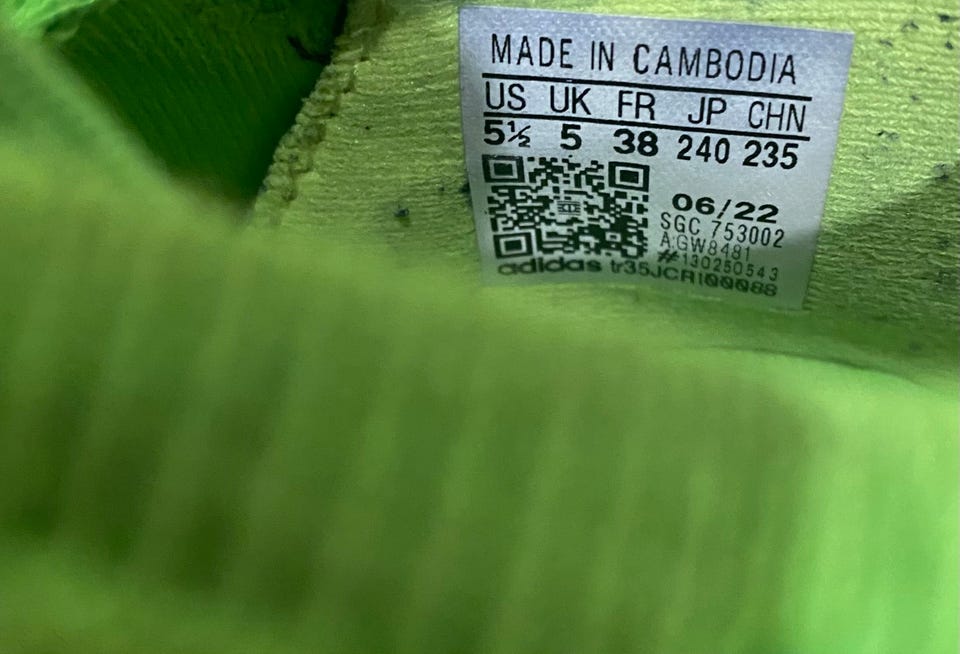 MADE IN CAMBODIA
US UK FR JP CHN
5½ 5 38 240 235
06/22
SGC 753002
A:GW8481
#130250543
adidas tr35JCRI00088